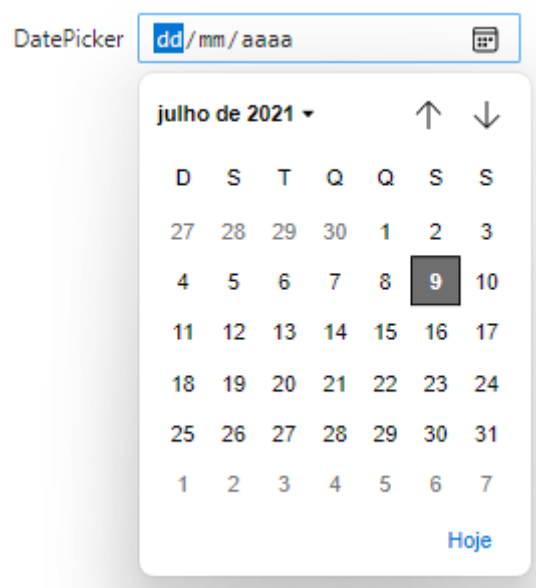 DatePicker dd/mm/aaaa
julho de 2021
D S T Q Q S S
27 28 29 30 1 2 3
4 5 6 7 8 9 10
11 12 13 14 15 16 17
18 19 20 21 22 23 24
25 26 27 28 29 30 31
1 2 3 4 5 6 7
Hoje